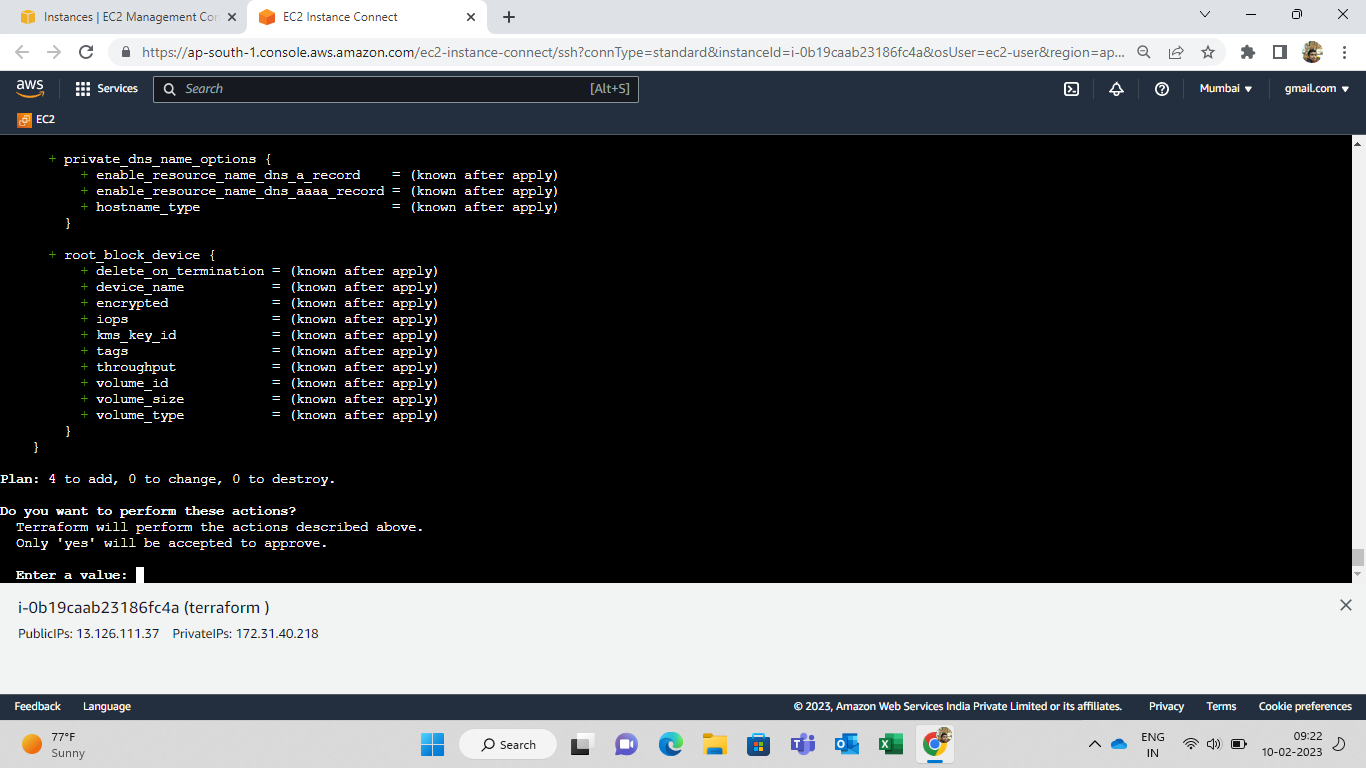 Instances | EC2 Management Con
EC2 Instance Connect
https://ap-south-1.console.aws.amazon.com/ec2-instance-connect/ssh?connType=standard&instanceId=i-0b19caab23186fc4a&osUser=ec2-user&region=ap...
aws
Services
Search
[Alt+S]
Mumbai
gmail.com
EC2
+ private_dns_name_options {
+ enable_resource_name_dns_a_record = (known after apply)
+ enable_resource_name_dns_aaaa_record = (known after apply)
+ hostname_type = (known after apply)
}
+ root_block_device {
+ delete_on_termination = (known after apply)
+ device_name = (known after apply)
+ encrypted = (known after apply)
+ iops = (known after apply)
+ kms_key_id = (known after apply)
+ tags = (known after apply)
+ throughput = (known after apply)
+ volume_id = (known after apply)
+ volume_size = (known after apply)
+ volume_type = (known after apply)
}
}
Plan: 4 to add, 0 to change, 0 to destroy.
Do you want to perform these actions?
Terraform will perform the actions described above.
Only 'yes' will be accepted to approve.
Enter a value:
i-0b19caab23186fc4a (terraform )
PublicIPs: 13.126.111.37 PrivateIPs: 172.31.40.218
Feedback Language © 2023, Amazon Web Services India Private Limited or its affiliates. Privacy Terms Cookie preferences
77°F
Sunny
Search
ENG
IN
09:22
10-02-2023